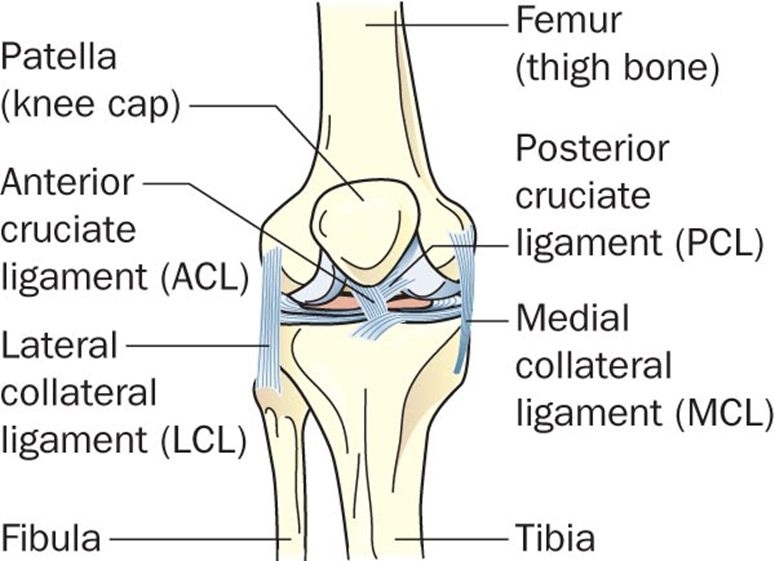 Patella
(knee cap)
Anterior
cruciate
ligament (ACL)
Lateral
collateral
ligament (LCL)
Fibula
Femur
(thigh bone)
Posterior
cruciate
ligament (PCL)
Medial
collateral
ligament (MCL)
Tibia